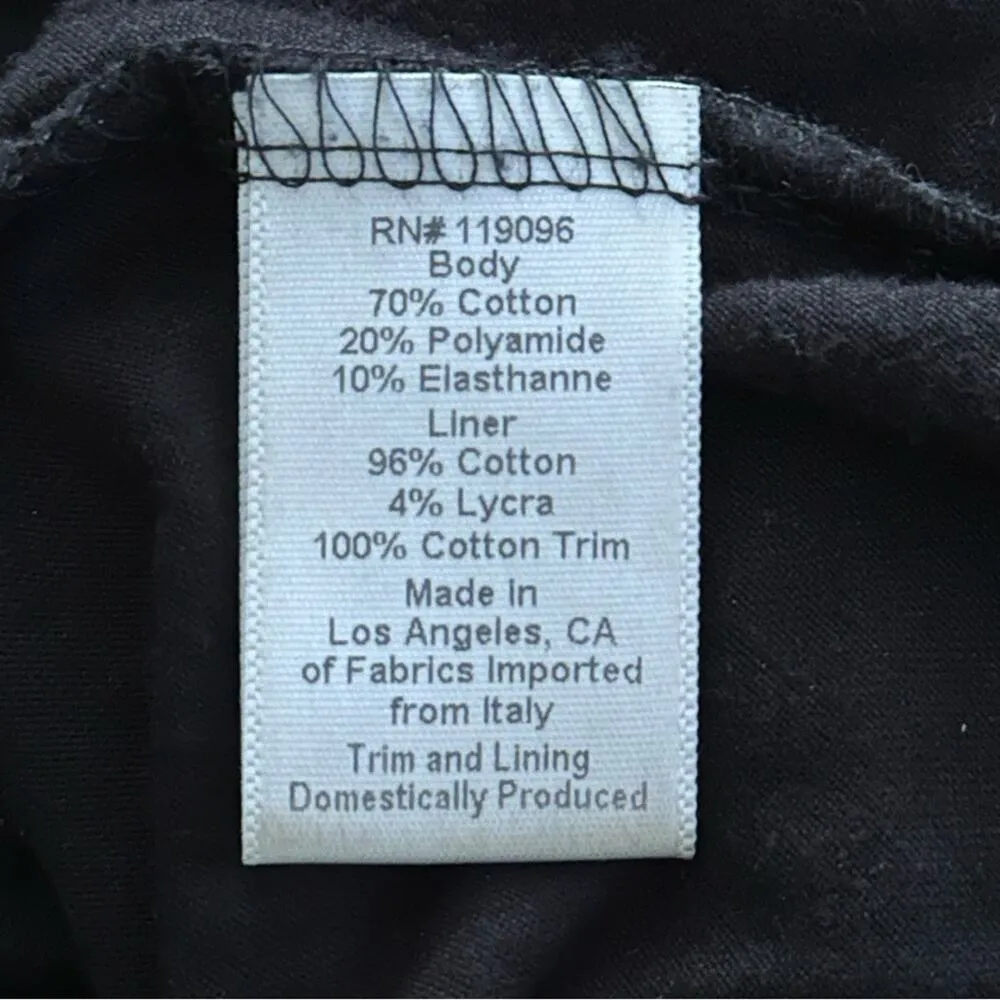 RN# 119096
Body
70% Cotton
20% Polyamide
10% Elasthanne
Liner
96% Cotton
4% Lycra
100% Cotton Trim
Made In
Los Angeles, CA
of Fabrics Imported
from Italy
Trim and Lining
Domestically Produced